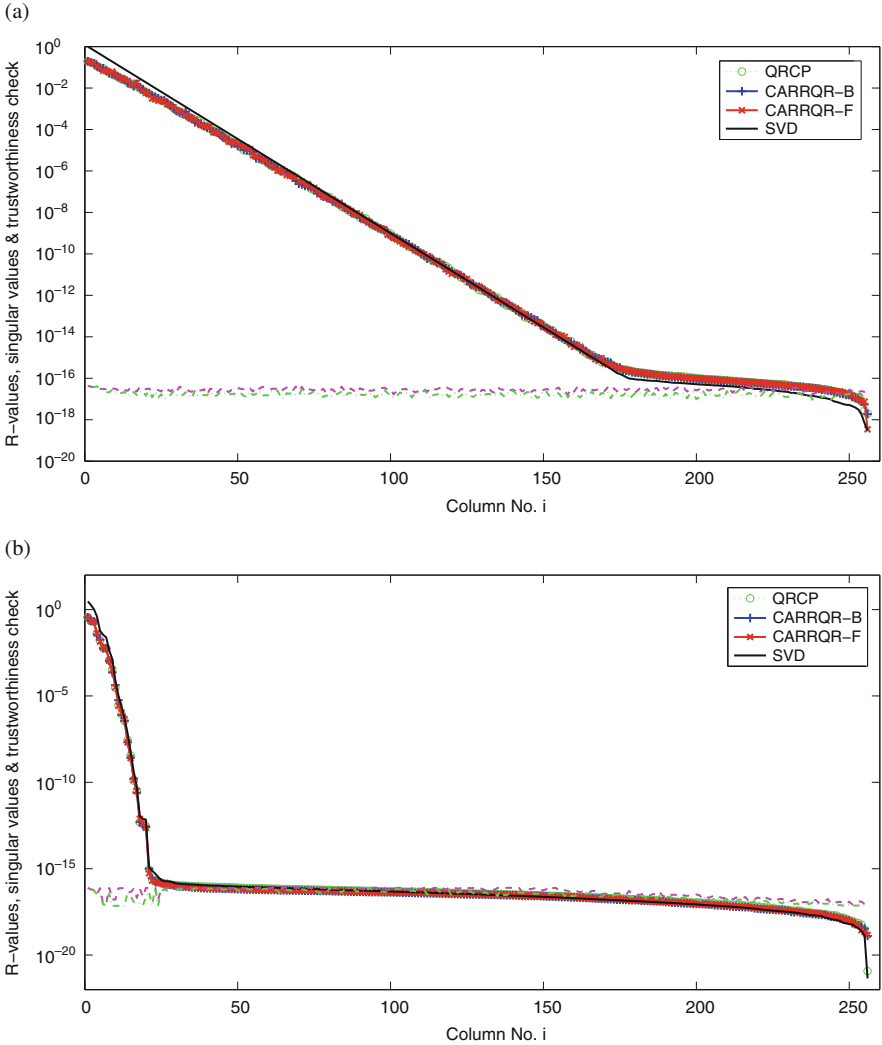 (a)
R-values, singular values & trustworthiness check
10^0
10^−2
10^−4
10^−6
10^−8
10^−10
10^−12
10^−14
10^−16
10^−18
10^−20
QRCP
CARRQR−B
CARRQR−F
SVD
0 50 100 150 200 250
Column No. i
(b)
R-values, singular values & trustworthiness check
10^0
10^−5
10^−10
10^−15
10^−20
QRCP
CARRQR−B
CARRQR−F
SVD
0 50 100 150 200 250
Column No. i